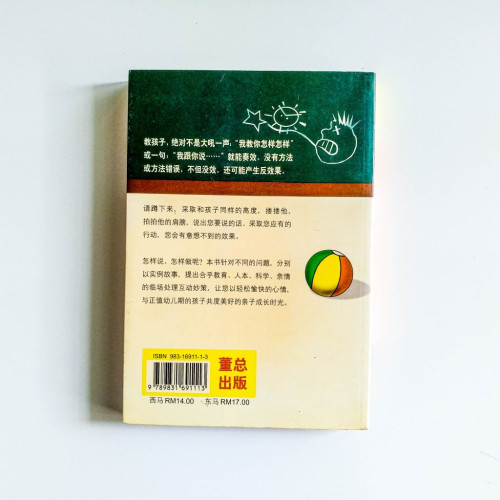 教孩子，绝对不是大吼一声：“我教你怎样怎样”
或一句：“我跟你说……”就能奏效。没有方法
或方法错误，不但没效，还可能产生反效果。
请蹲下来，采取和孩子同样的高度，搂搂他，
拍拍他的肩膀，说出您要说的话，采取您应有的
行动，您会有意想不到的效果。
怎样说，怎样做呢？本书针对不同的问题，分别
以实例故事，提出合乎教育、人本、科学、亲情
的临场处理互动妙策，让您以轻松愉快的心情，
与正值幼儿期的孩子共度美好的亲子成长时光。
ISBN 983-16911-1-3
9 789831 691113
董总
出版
西马 RM14.00 · 东马 RM17.00